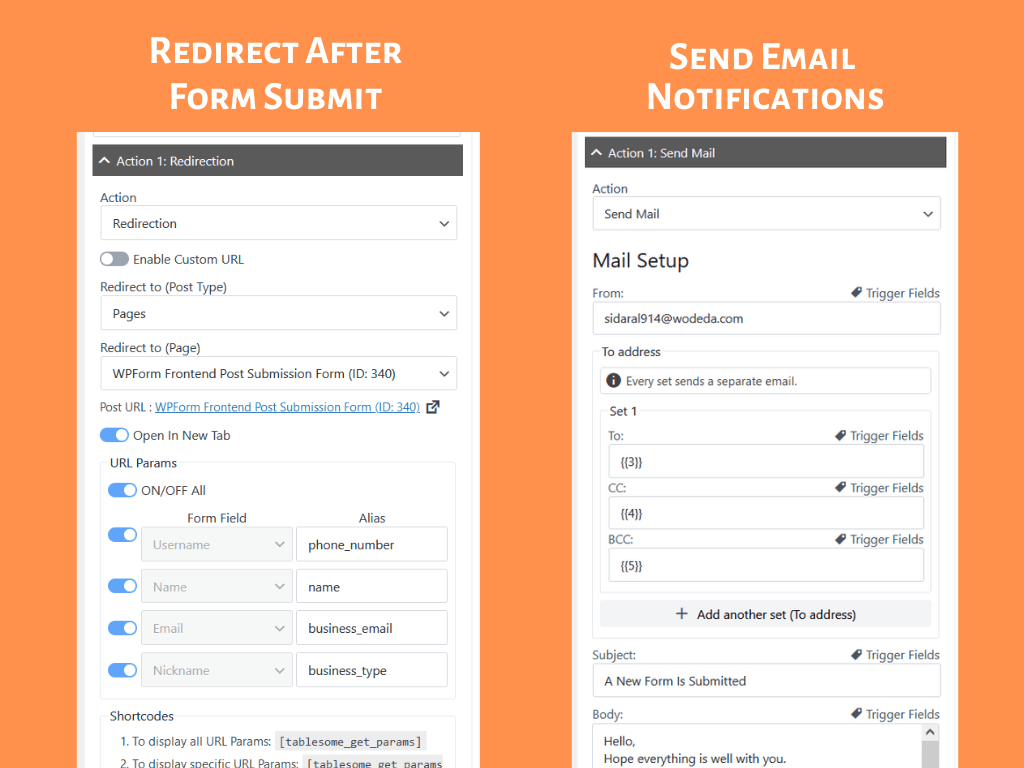 Redirect After
Form Submit
Action 1: Redirection
Action
Redirection
Enable Custom URL
Redirect to (Post Type)
Pages
Redirect to (Page)
WPForm Frontend Post Submission Form (ID: 340)
Post URL : WPForm Frontend Post Submission Form (ID: 340)
Open In New Tab
URL Params
ON/OFF All
Form Field Alias
Username phone_number
Name name
Email business_email
Nickname business_type
Shortcodes
1. To display all URL Params: [tablesome_get_params]
2. To display specific URL Params: [tablesome_get_params
Send Email
Notifications
Action 1: Send Mail
Action
Send Mail
Mail Setup
From: Trigger Fields
sidaral914@wodeda.com
To address
Every set sends a separate email.
Set 1
To: Trigger Fields
{{3}}
CC: Trigger Fields
{{4}}
BCC: Trigger Fields
{{5}}
+ Add another set (To address)
Subject: Trigger Fields
A New Form Is Submitted
Body: Trigger Fields
Hello,
Hope everything is well with you.